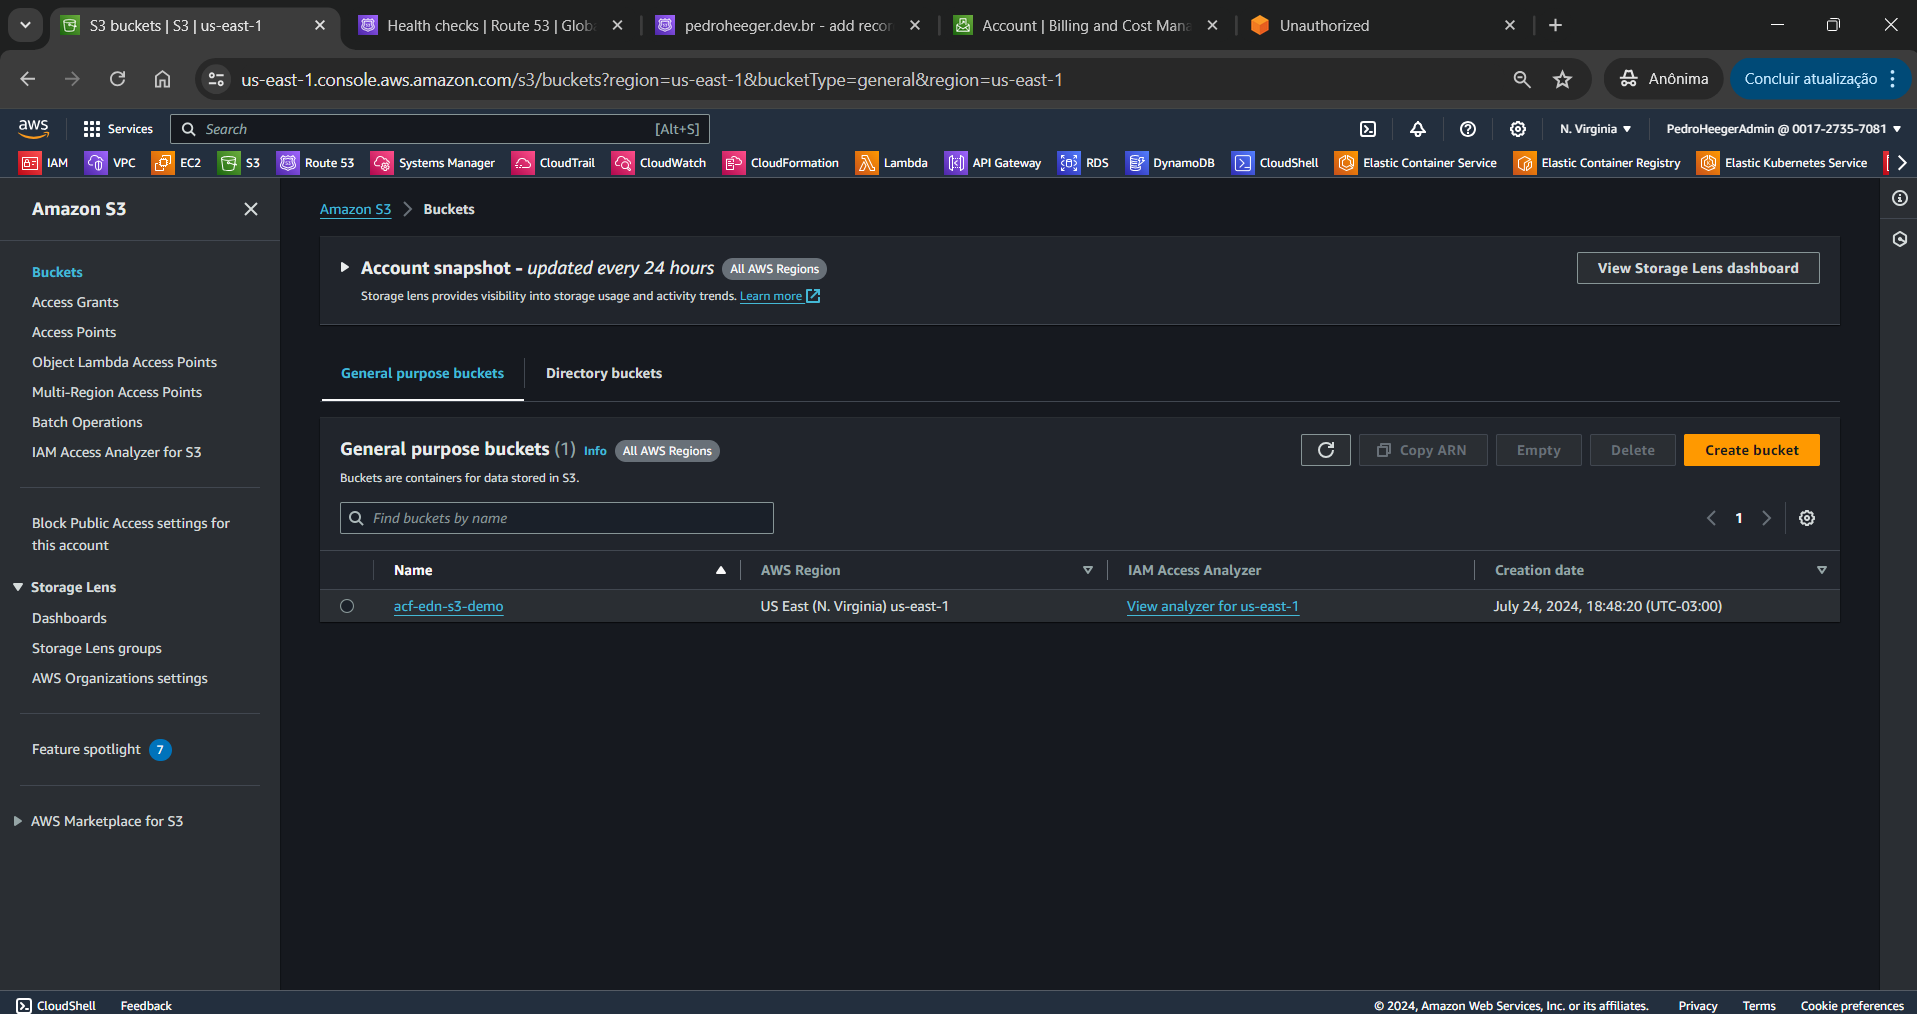 S3 buckets | S3 | us-east-1
Health checks | Route 53 | Globa
pedroheeger.dev.br - add recor
Account | Billing and Cost Mana
Unauthorized
us-east-1.console.aws.amazon.com/s3/buckets?region=us-east-1&bucketType=general&region=us-east-1
Anônima
Concluir atualização
aws
Services
Search
[Alt+S]
N. Virginia
PedroHeegerAdmin @ 0017-2735-7081
IAM
VPC
EC2
S3
Route 53
Systems Manager
CloudTrail
CloudWatch
CloudFormation
Lambda
API Gateway
RDS
DynamoDB
CloudShell
Elastic Container Service
Elastic Container Registry
Elastic Kubernetes Service
Amazon S3
Buckets
Access Grants
Access Points
Object Lambda Access Points
Multi-Region Access Points
Batch Operations
IAM Access Analyzer for S3
Block Public Access settings for
this account
Storage Lens
Dashboards
Storage Lens groups
AWS Organizations settings
Feature spotlight 7
AWS Marketplace for S3
Amazon S3 > Buckets
Account snapshot - updated every 24 hours All AWS Regions
Storage lens provides visibility into storage usage and activity trends. Learn more
View Storage Lens dashboard
General purpose buckets
Directory buckets
General purpose buckets (1) Info All AWS Regions
Buckets are containers for data stored in S3.
Copy ARN
Empty
Delete
Create bucket
Find buckets by name
1
Name
AWS Region
IAM Access Analyzer
Creation date
acf-edn-s3-demo
US East (N. Virginia) us-east-1
View analyzer for us-east-1
July 24, 2024, 18:48:20 (UTC-03:00)
CloudShell
Feedback
© 2024, Amazon Web Services, Inc. or its affiliates.
Privacy
Terms
Cookie preferences